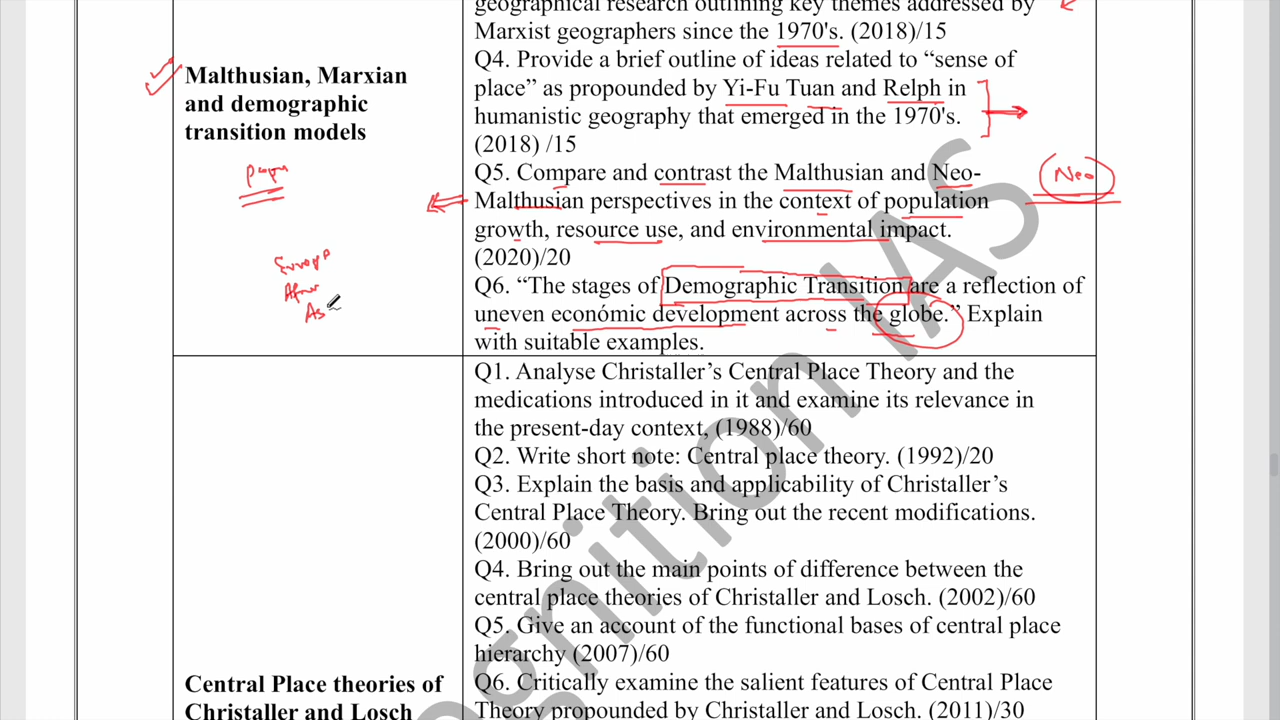 geographical research outlining key themes addressed by
Marxist geographers since the 1970's. (2018)/15
Malthusian, Marxian
and demographic
transition models
Q4. Provide a brief outline of ideas related to “sense of
place” as propounded by Yi-Fu Tuan and Relph in
humanistic geography that emerged in the 1970's.
(2018) /15
Q5. Compare and contrast the Malthusian and Neo-
Malthusian perspectives in the context of population
growth, resource use, and environmental impact.
(2020)/20
Neo
Q6. “The stages of Demographic Transition are a reflection of
uneven economic development across the globe.” Explain
with suitable examples.
Europe
As
Q1. Analyse Christaller’s Central Place Theory and the
medications introduced in it and examine its relevance in
the present-day context, (1988)/60
Q2. Write short note: Central place theory. (1992)/20
Q3. Explain the basis and applicability of Christaller’s
Central Place Theory. Bring out the recent modifications.
(2000)/60
Q4. Bring out the main points of difference between the
central place theories of Christaller and Losch. (2002)/60
Q5. Give an account of the functional bases of central place
hierarchy (2007)/60
Central Place theories of
Christaller and Losch
Q6. Critically examine the salient features of Central Place
Theory propounded by Christaller and Losch. (2011)/30
gnition IAS